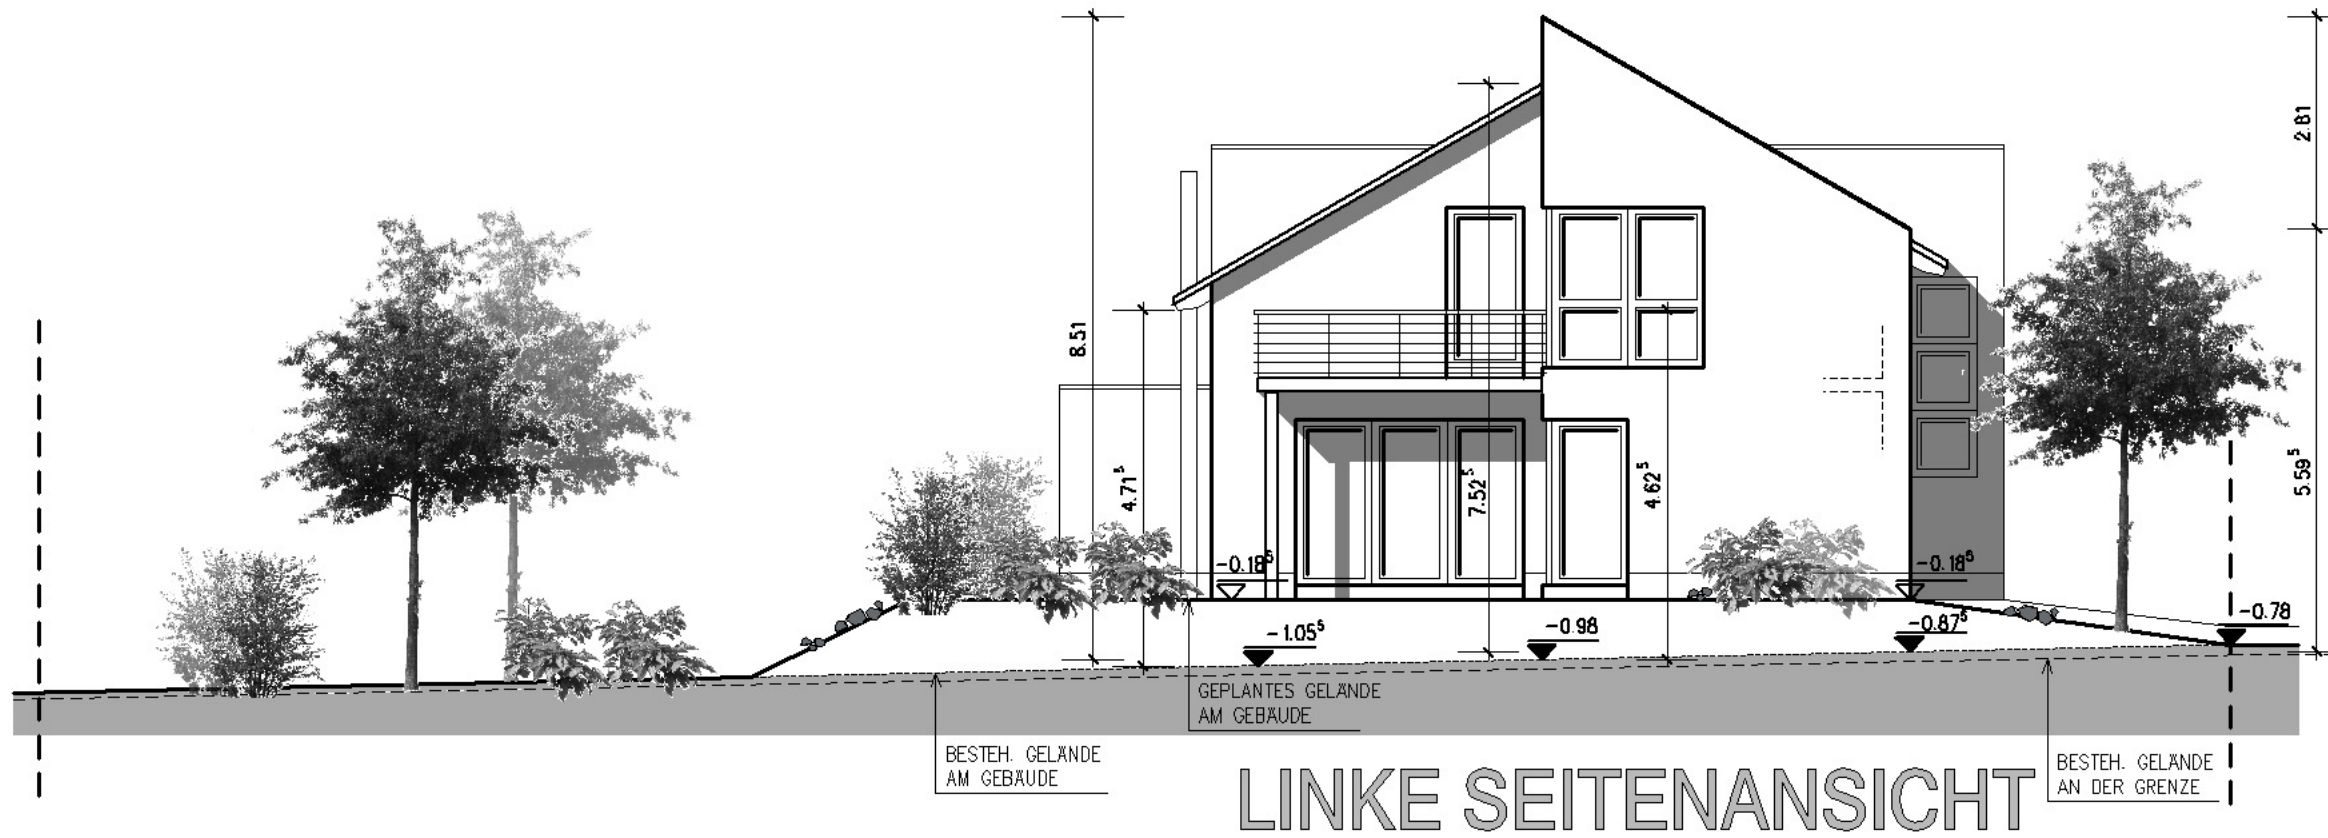 2.81
8.51
4.71⁵
7.52⁵
4.62⁵
5.59⁵
-0.18⁵
-0.18⁵
-1.05⁵
-0.98
-0.87⁵
-0.78
GEPLANTES GELÄNDE
AM GEBÄUDE
BESTEH. GELÄNDE
AM GEBÄUDE
BESTEH. GELÄNDE
AN DER GRENZE
LINKE SEITENANSICHT